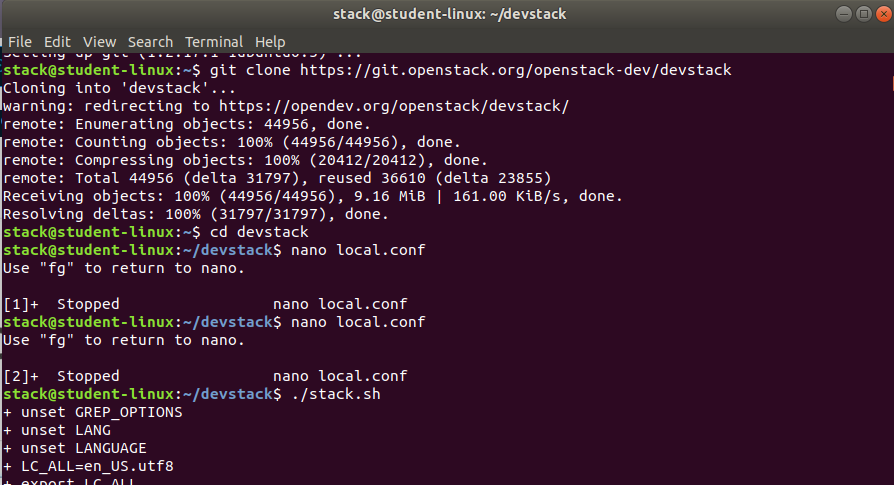 stack@student-linux: ~/devstack
File Edit View Search Terminal Help
stack@student-linux:~$ git clone https://git.openstack.org/openstack-dev/devstack
Cloning into 'devstack'...
warning: redirecting to https://opendev.org/openstack/devstack/
remote: Enumerating objects: 44956, done.
remote: Counting objects: 100% (44956/44956), done.
remote: Compressing objects: 100% (20412/20412), done.
remote: Total 44956 (delta 31797), reused 36610 (delta 23855)
Receiving objects: 100% (44956/44956), 9.16 MiB | 161.00 KiB/s, done.
Resolving deltas: 100% (31797/31797), done.
stack@student-linux:~$ cd devstack
stack@student-linux:~/devstack$ nano local.conf
Use "fg" to return to nano.
[1]+  Stopped                 nano local.conf
stack@student-linux:~/devstack$ nano local.conf
Use "fg" to return to nano.
[2]+  Stopped                 nano local.conf
stack@student-linux:~/devstack$ ./stack.sh
+ unset GREP_OPTIONS
+ unset LANG
+ unset LANGUAGE
+ LC_ALL=en_US.utf8
+ export LC_ALL